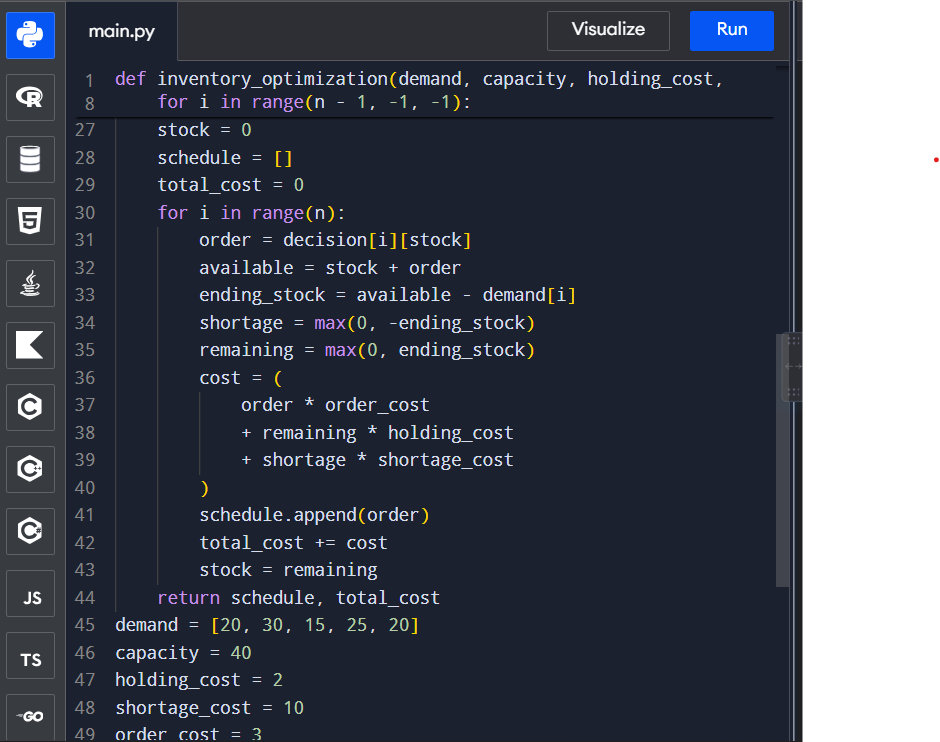 main.py
Visualize
Run
1 def inventory_optimization(demand, capacity, holding_cost,
8 for i in range(n - 1, -1, -1):
27 stock = 0
28 schedule = []
29 total_cost = 0
30 for i in range(n):
31 order = decision[i][stock]
32 available = stock + order
33 ending_stock = available - demand[i]
34 shortage = max(0, -ending_stock)
35 remaining = max(0, ending_stock)
36 cost = (
37 order * order_cost
38 + remaining * holding_cost
39 + shortage * shortage_cost
40 )
41 schedule.append(order)
42 total_cost += cost
43 stock = remaining
44 return schedule, total_cost
45 demand = [20, 30, 15, 25, 20]
46 capacity = 40
47 holding_cost = 2
48 shortage_cost = 10
49 order_cost = 3
R
5
C
C
C
JS
TS
GO